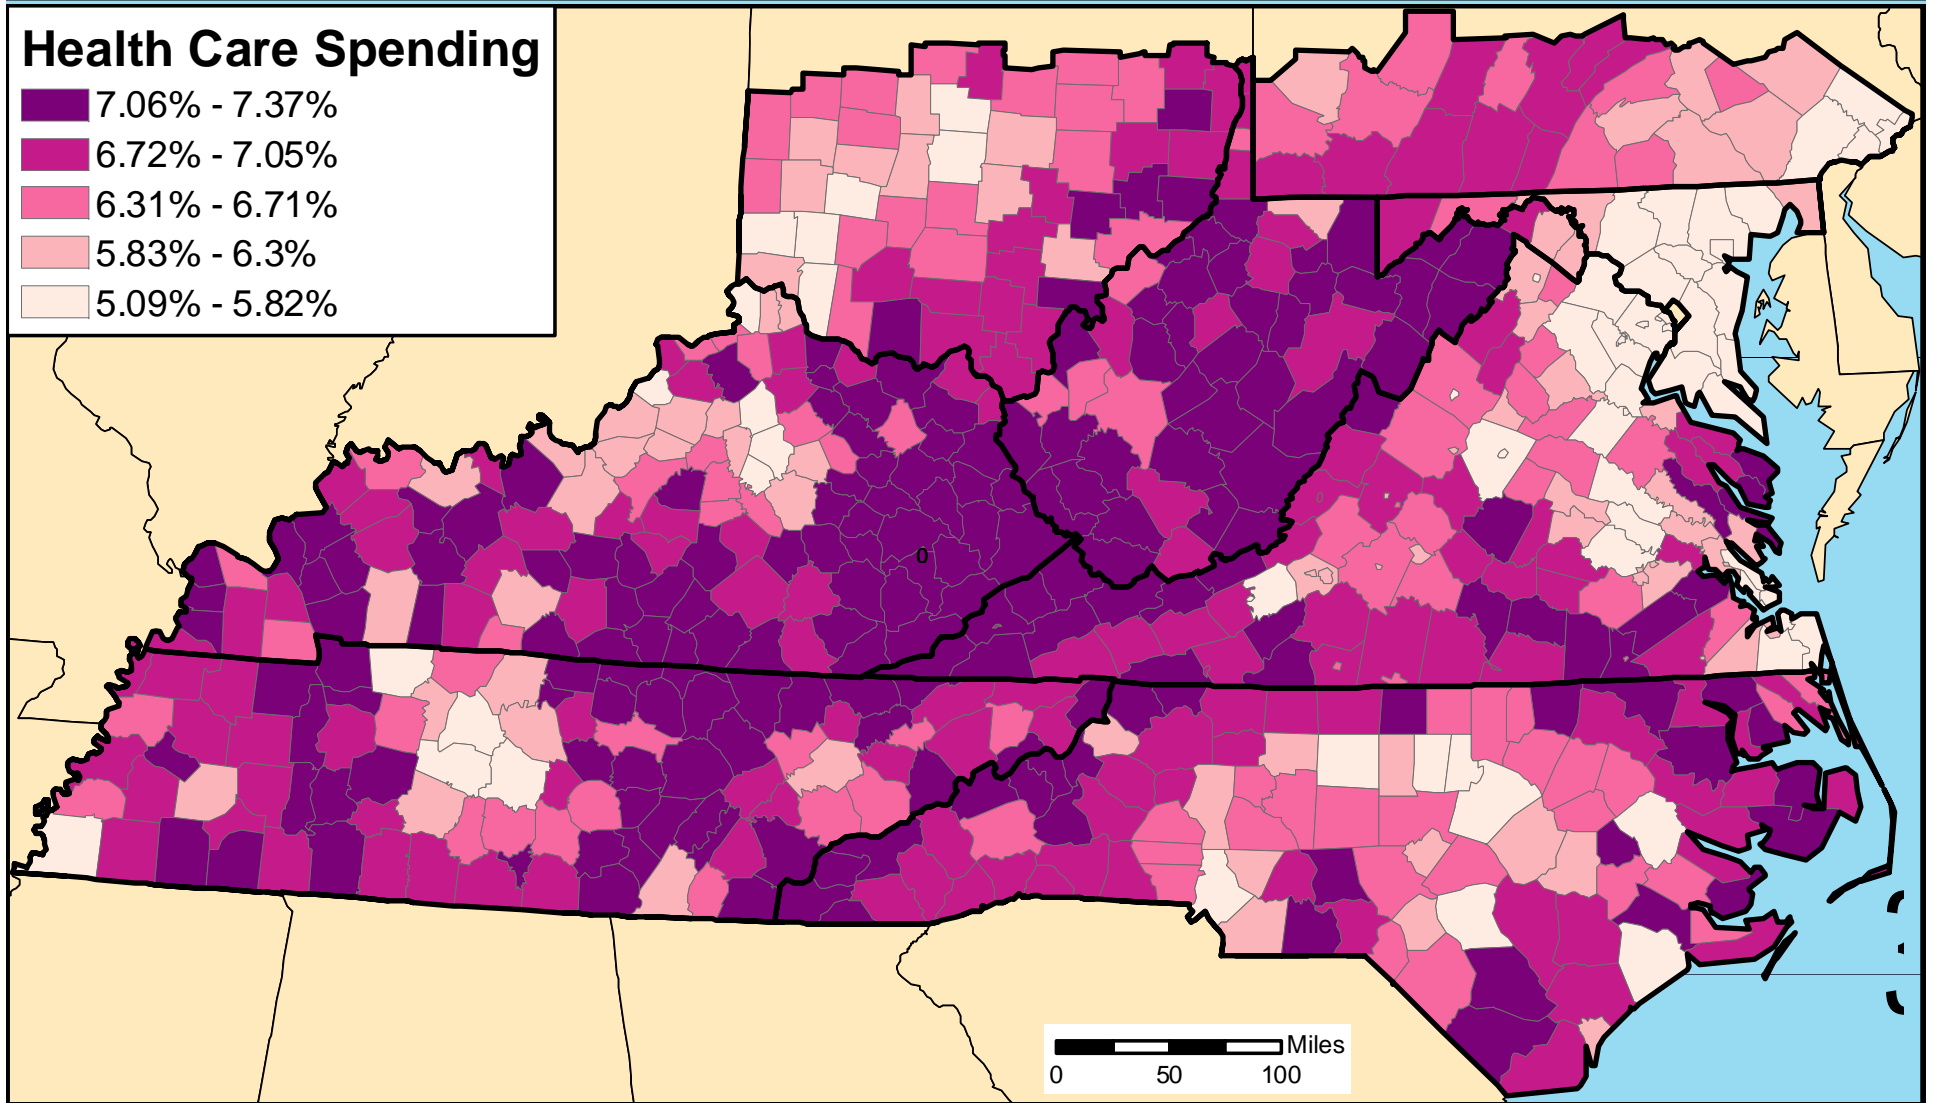 Health Care Spending
7.06% - 7.37%
6.72% - 7.05%
6.31% - 6.71%
5.83% - 6.3%
5.09% - 5.82%
0
Miles
0 50 100